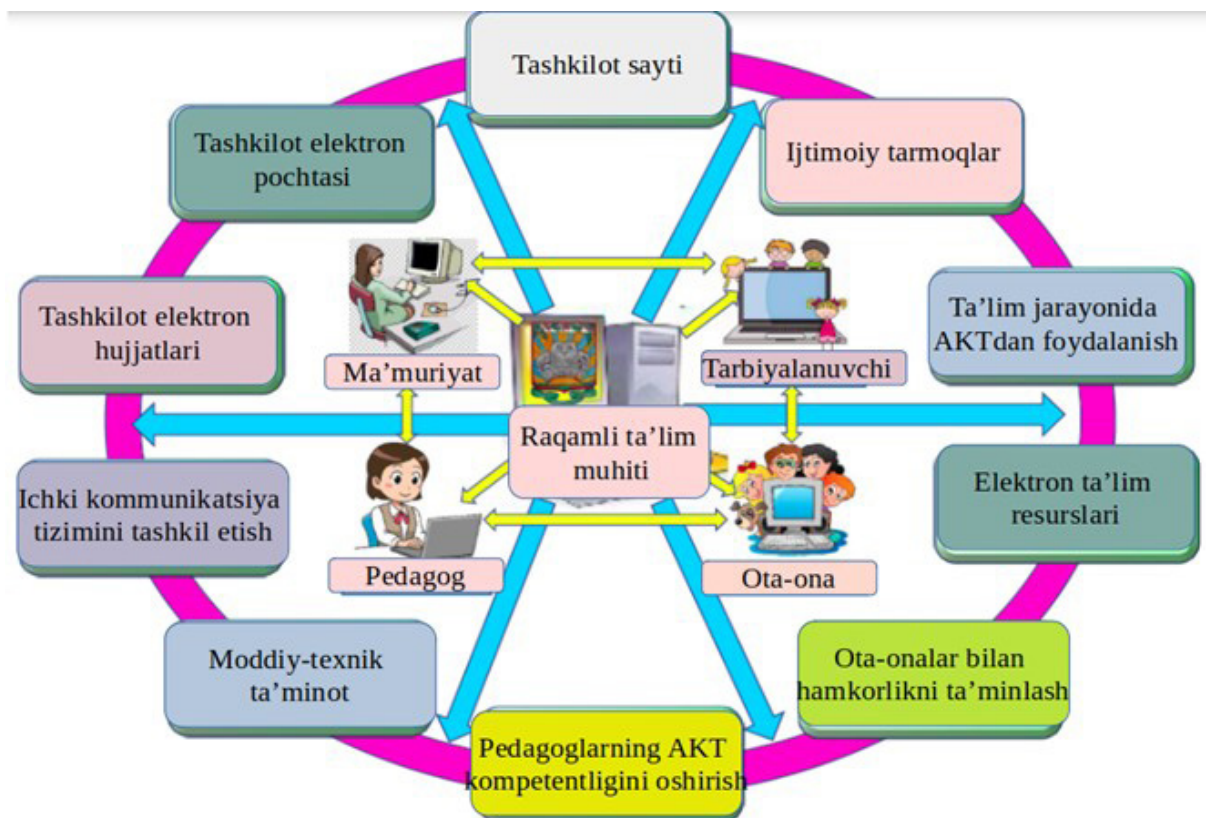 Tashkilot sayti
Tashkilot elektron
pochtasi
Ijtimoiy tarmoqlar
Tashkilot elektron
hujjatlari
Ma’muriyat
Tarbiyalanuvchi
Ta’lim jarayonida
AKTdan foydalanish
Raqamli ta’lim
muhiti
Ichki kommunikatsiya
tizimini tashkil etish
Elektron ta’lim
resurslari
Pedagog
Ota-ona
Moddiy-texnik
ta’minot
Ota-onalar bilan
hamkorlikni ta’minlash
Pedagoglarning AKT
kompetentligini oshirish